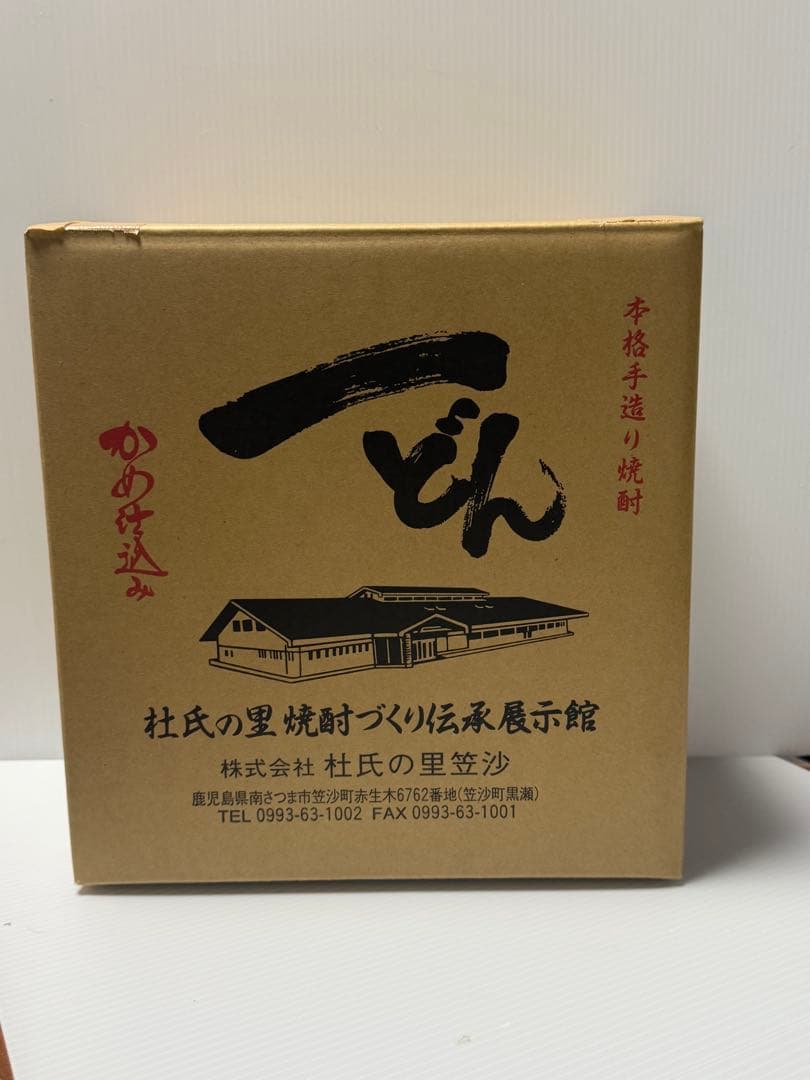 本格手造り焼酎
一どん
かめ仕込み
杜氏の里 焼酎づくり伝承展示館
株式会社 杜氏の里笠沙
鹿児島県南さつま市笠沙町赤生木6762番地(笠沙町黒瀬)
TEL 0993-63-1002 FAX 0993-63-1001